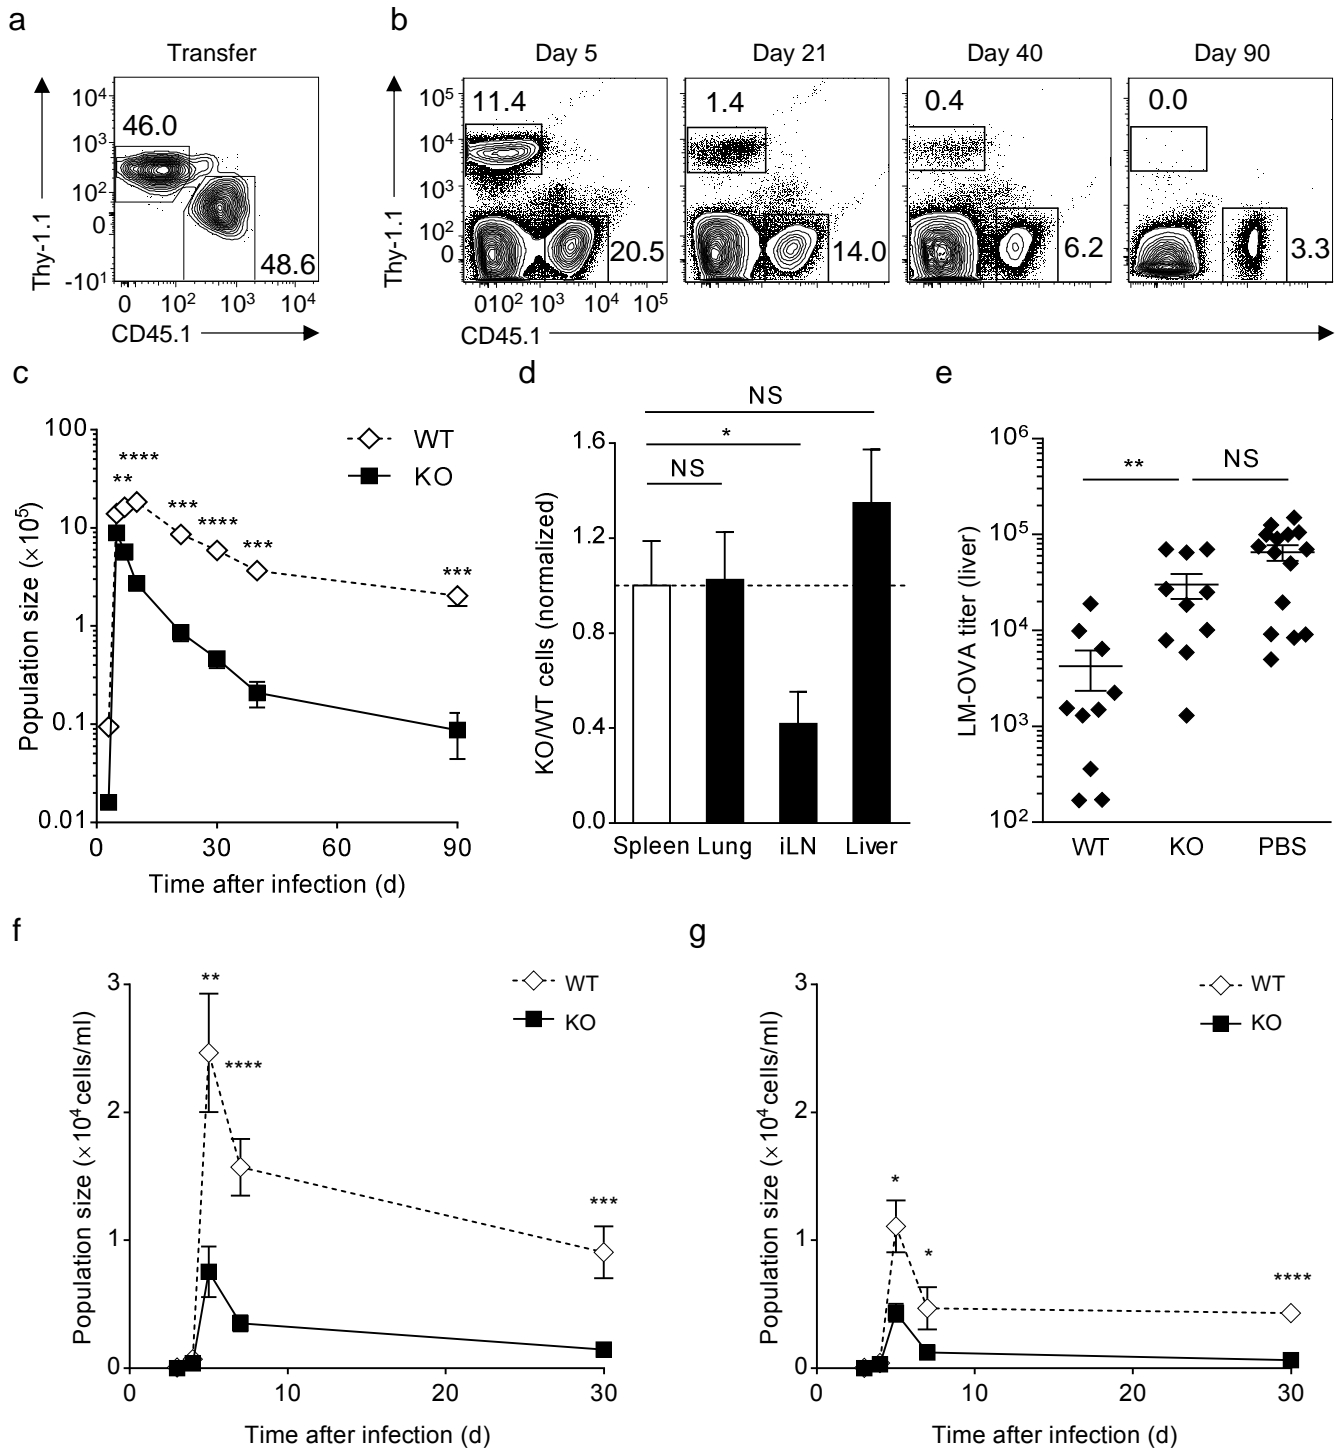 a
b
Transfer
Day 5
Day 21
Day 40
Day 90
Thy-1.1
10⁴
10³
10²
0
-10¹
46.0
48.6
0
10²
10³
10⁴
CD45.1
Thy-1.1
10⁵
10⁴
10³
10²
0
11.4
20.5
1.4
14.0
0.4
6.2
0.0
3.3
0 10² 10³ 10⁴ 10⁵
CD45.1
c
Population size (×10⁵)
100
10
1
0.1
0.01
WT
KO
****
**
***
****
***
***
0 30 60 90
Time after infection (d)
d
KO/WT cells (normalized)
1.6
1.2
0.8
0.4
0.0
NS
*
NS
Spleen Lung iLN Liver
e
LM-OVA titer (liver)
10⁶
10⁵
10⁴
10³
10²
** NS
WT KO PBS
f
Population size (×10⁴ cells/ml)
3
2
1
0
**
****
***
WT
KO
0 10 20 30
Time after infection (d)
g
Population size (×10⁴ cells/ml)
3
2
1
0
*
*
****
WT
KO
0 10 20 30
Time after infection (d)